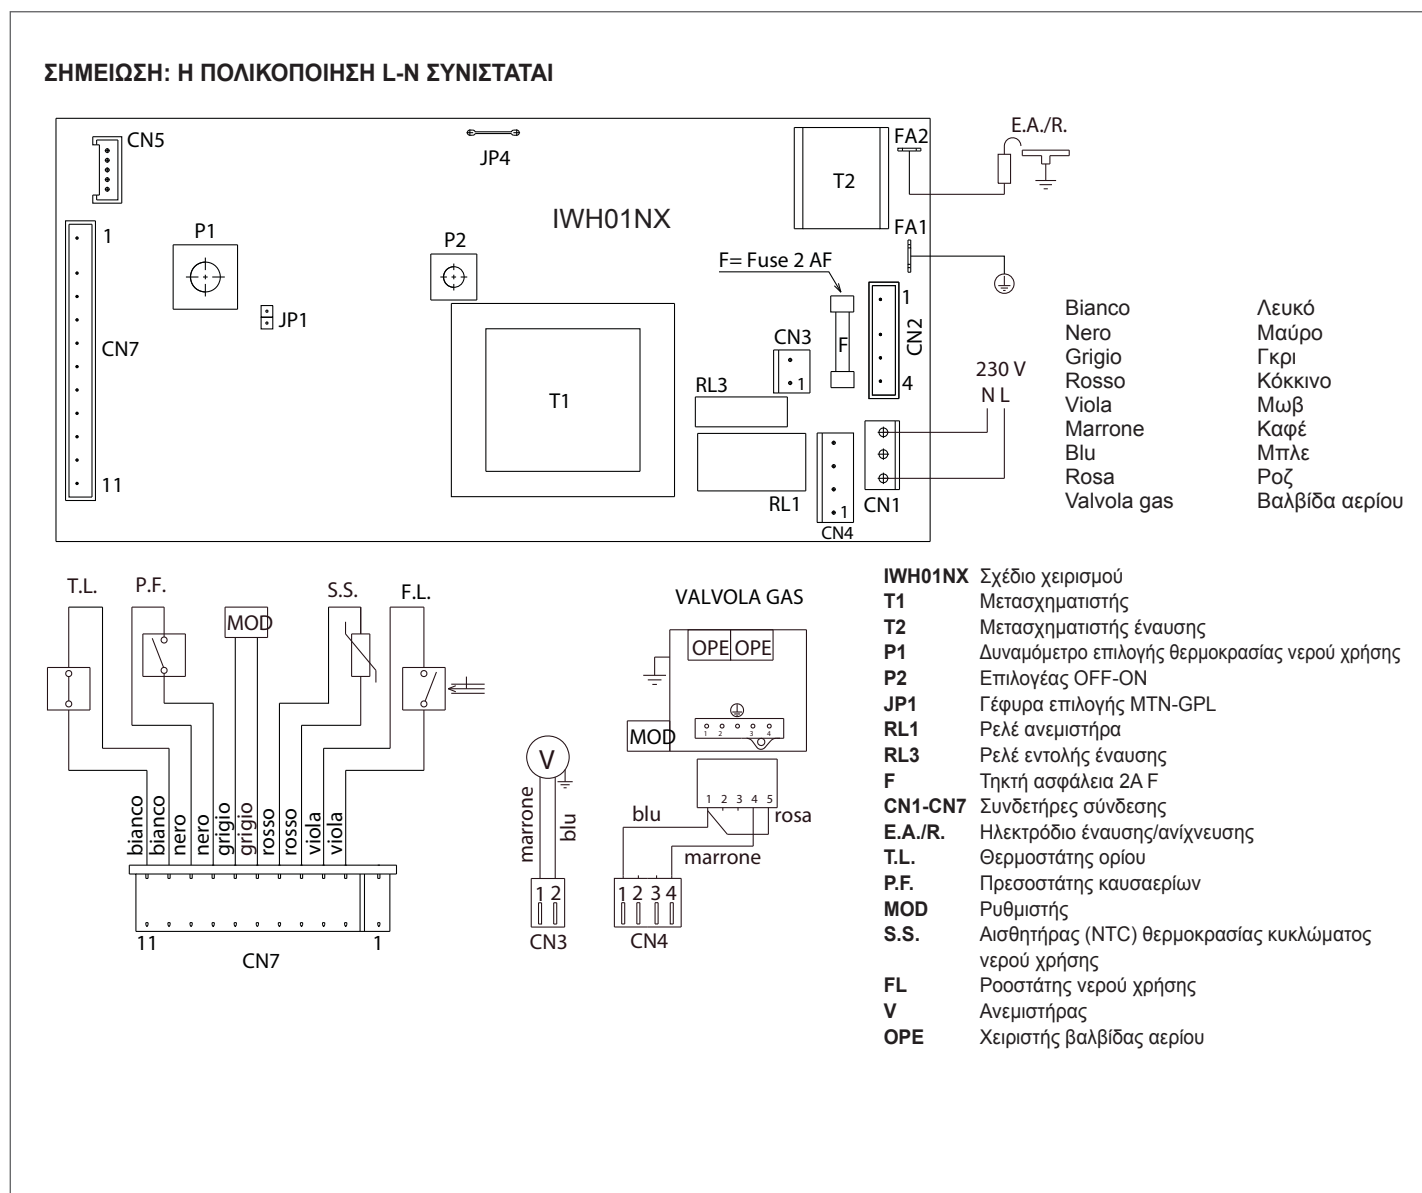 ΣΗΜΕΙΩΣΗ: Η ΠΟΛΙΚΟΠΟΙΗΣΗ L-N ΣΥΝΙΣΤΑΤΑΙ
CN5
JP4
T2
FA2
E.A./R.
IWH01NX
1
P1
P2
FA1
F= Fuse 2 AF
JP1
CN7
CN3
1
F
1
CN2
4
RL3
T1
230 V
N L
11
RL1
1
CN4
CN1
Bianco Λευκό
Nero Μαύρο
Grigio Γκρι
Rosso Κόκκινο
Viola Μωβ
Marrone Καφέ
Blu Μπλε
Rosa Ροζ
Valvola gas Βαλβίδα αερίου
T.L.
P.F.
MOD
S.S.
F.L.
bianco
bianco
nero
nero
grigio
grigio
rosso
rosso
viola
viola
11
1
CN7
V
marrone
blu
1 2
CN3
VALVOLA GAS
OPE OPE
MOD
1 2 3 4
1 2 3 4 5
blu
rosa
marrone
1 2 3 4
CN4
IWH01NX Σχέδιο χειρισμού
T1 Μετασχηματιστής
T2 Μετασχηματιστής έναυσης
P1 Δυναμόμετρο επιλογής θερμοκρασίας νερού χρήσης
P2 Επιλογέας OFF-ON
JP1 Γέφυρα επιλογής MTN-GPL
RL1 Ρελέ ανεμιστήρα
RL3 Ρελέ εντολής έναυσης
F Τηκτή ασφάλεια 2A F
CN1-CN7 Συνδετήρες σύνδεσης
E.A./R. Ηλεκτρόδιο έναυσης/ανίχνευσης
T.L. Θερμοστάτης ορίου
P.F. Πρεσοστάτης καυσαερίων
MOD Ρυθμιστής
S.S. Αισθητήρας (NTC) θερμοκρασίας κυκλώματος
νερού χρήσης
FL Ροοστάτης νερού χρήσης
V Ανεμιστήρας
OPE Χειριστής βαλβίδας αερίου